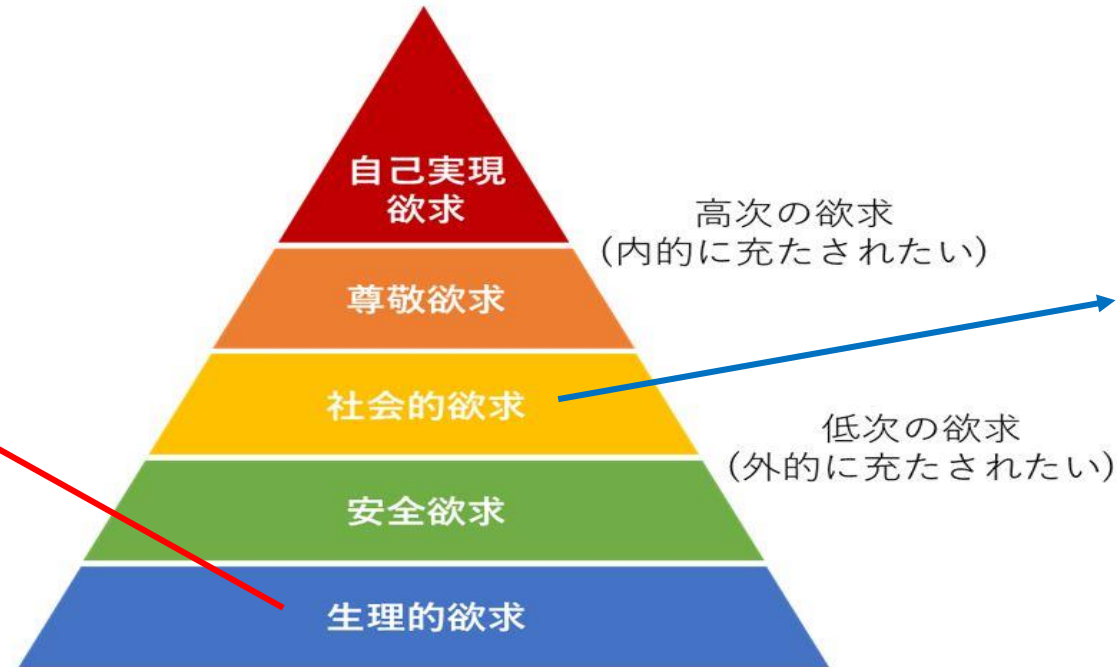 自己実現
欲求
高次の欲求
(内的に充たされたい)
尊敬欲求
社会的欲求
低次の欲求
(外的に充たされたい)
安全欲求
生理的欲求